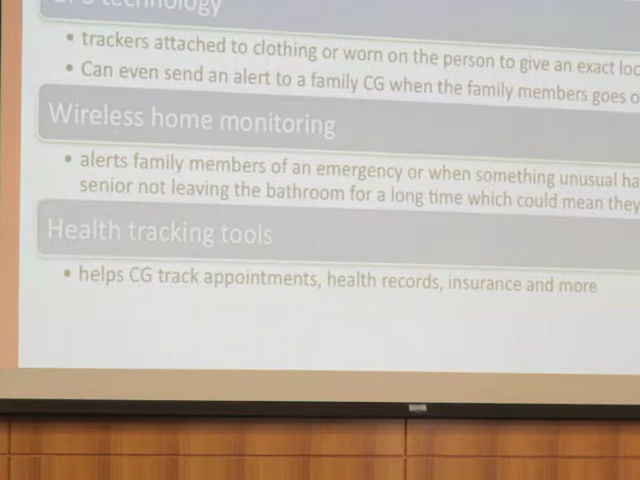 technology
• trackers attached to clothing or worn on the person to give an exact
• Can even send an alert to a family CG when the family members goes
Wireless home monitoring
• alerts family members of an emergency or when something unusual
senior not leaving the bathroom for a long time which could mean they
Health tracking tools
• helps CG track appointments, health records, insurance and more